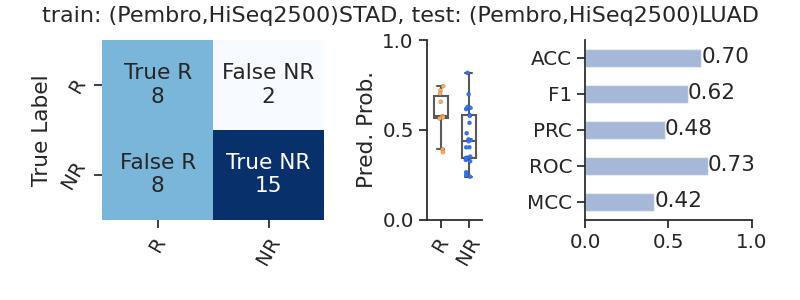 train: (Pembro,HiSeq2500)STAD, test: (Pembro,HiSeq2500)LUAD
True Label
R
NR
True R
8
False NR
2
False R
8
True NR
15
R
NR
Pred. Prob.
1.0
0.5
0.0
R
NR
ACC
0.70
F1
0.62
PRC
0.48
ROC
0.73
MCC
0.42
0.0
0.5
1.0